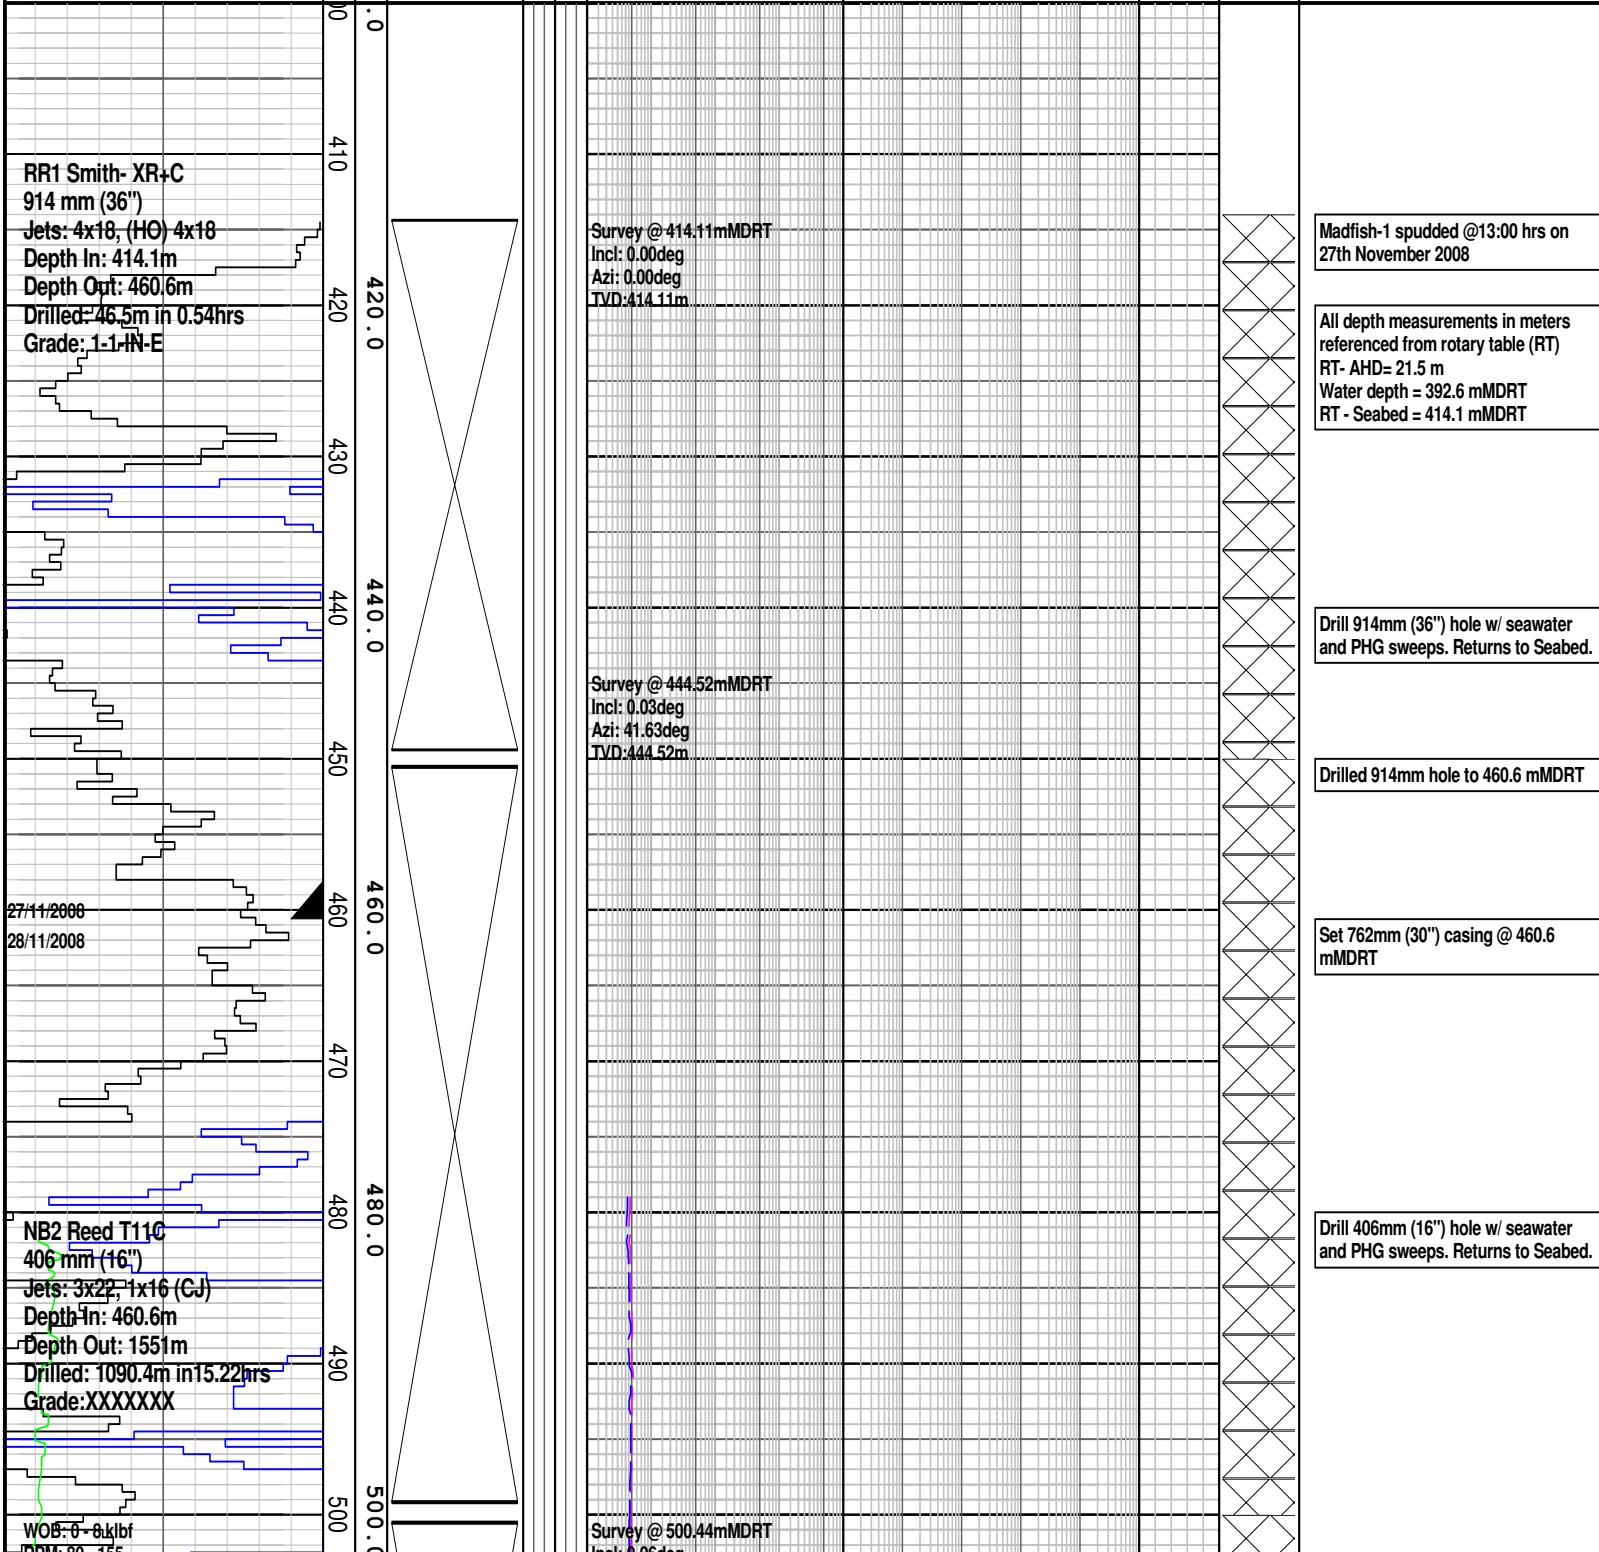 RR1 Smith- XR+C
914 mm (36")
Jets: 4x18, (HO) 4x18
Depth In: 414.1m
Depth Out: 460.6m
Drilled: 46.5m in 0.54hrs
Grade: 1-1-IN-E
27/11/2008
28/11/2008
NB2 Reed T11C
406 mm (16")
Jets: 3x22, 1x16 (CJ)
Depth In: 460.6m
Depth Out: 1551m
Drilled: 1090.4m in15.22hrs
Grade:XXXXXXX
WOB: 0 - 8 klbf
410
420
430
440
450
460
470
480
490
500
.0
420.0
440.0
460.0
480.0
500.0
Survey @ 414.11mMDRT
Incl: 0.00deg
Azi: 0.00deg
TVD:414.11m
Survey @ 444.52mMDRT
Incl: 0.03deg
Azi: 41.63deg
TVD:444.52m
Survey @ 500.44mMDRT
Madfish-1 spudded @13:00 hrs on
27th November 2008
All depth measurements in meters
referenced from rotary table (RT)
RT- AHD= 21.5 m
Water depth = 392.6 mMDRT
RT - Seabed = 414.1 mMDRT
Drill 914mm (36") hole w/ seawater
and PHG sweeps. Returns to Seabed.
Drilled 914mm hole to 460.6 mMDRT
Set 762mm (30") casing @ 460.6
mMDRT
Drill 406mm (16") hole w/ seawater
and PHG sweeps. Returns to Seabed.